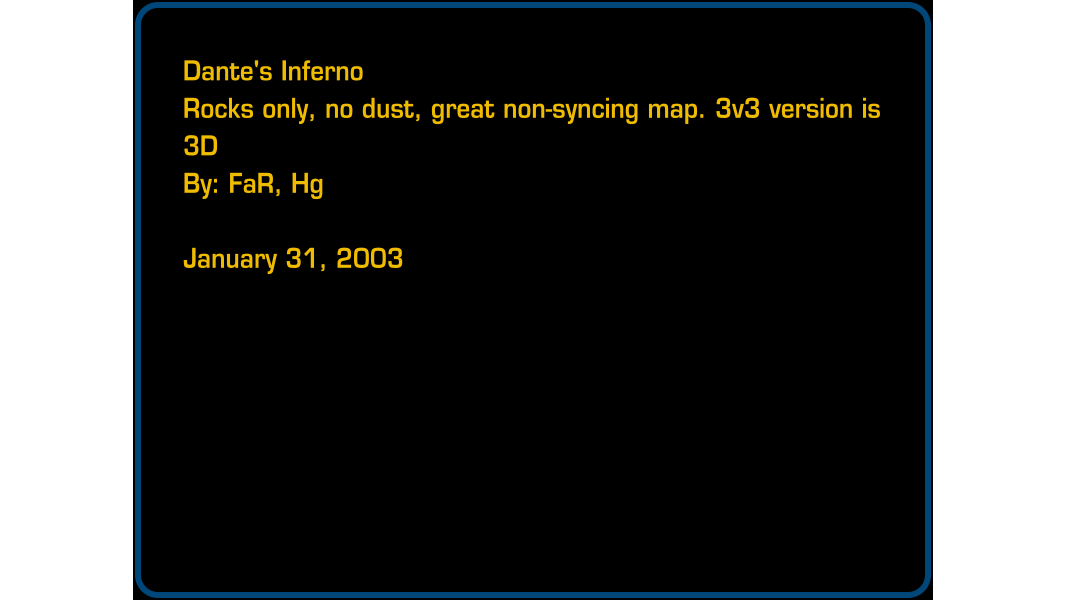 Dante's Inferno
Rocks only, no dust, great non-syncing map. 3v3 version is
3D
By: FaR, Hg
January 31, 2003